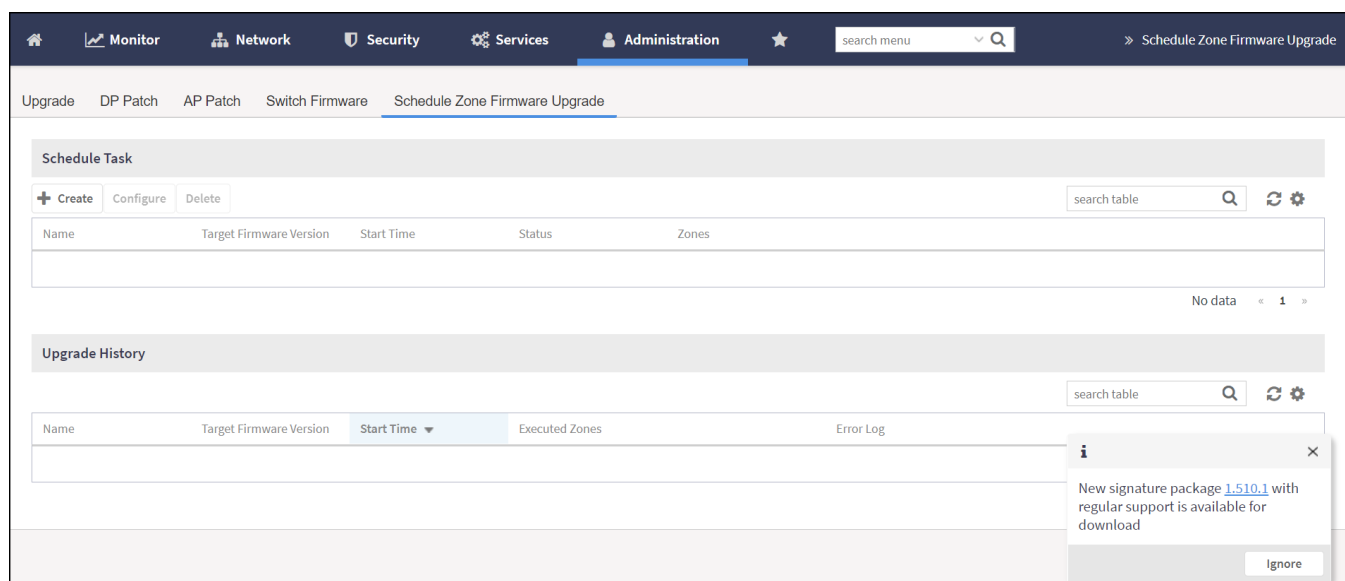 Monitor Network Security Services Administration search menu » Schedule Zone Firmware Upgrade
Upgrade DP Patch AP Patch Switch Firmware Schedule Zone Firmware Upgrade
Schedule Task
Create Configure Delete search table
Name Target Firmware Version Start Time Status Zones
No data « 1 »
Upgrade History
search table
Name Target Firmware Version Start Time Executed Zones Error Log
New signature package 1.510.1 with
regular support is available for
download
Ignore